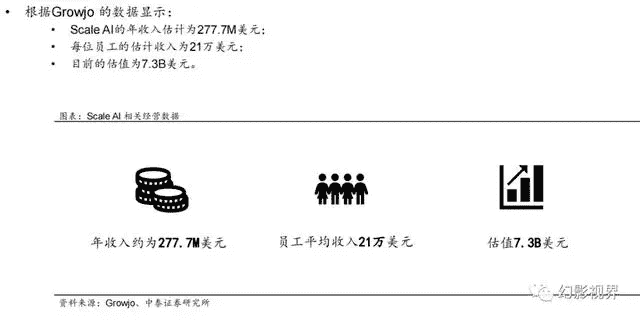 • 根据Growjo 的数据显示：
• Scale AI的年收入估计为277.7M美元；
• 每位员工的估计收入为21万美元；
• 目前的估值为7.3B美元。
图表：Scale AI 相关经营数据
年收入约为277.7M美元 员工平均收入21万美元 估值7.3B美元
资料来源：Growjo、中泰证券研究所
幻影视界